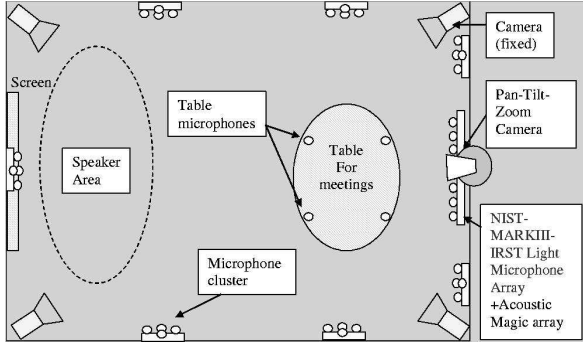 Camera
(fixed)
Screen
Pan-Tilt-
Zoom
Camera
Table
microphones
Table
For
meetings
Speaker
Area
NIST-
MARKIII-
IRST Light
Microphone
Array
+Acoustic
Magic array
Microphone
cluster